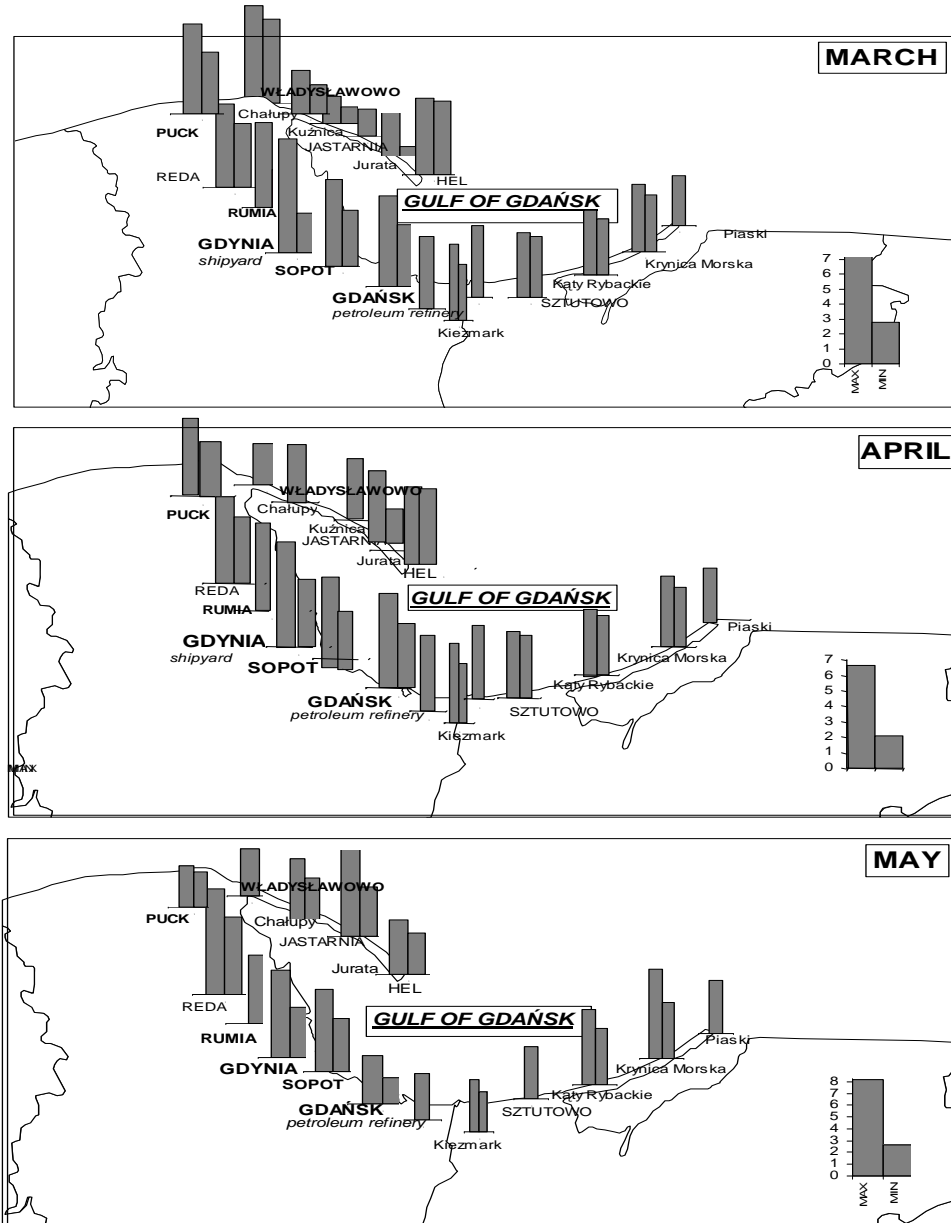 MARCH
WŁADYSŁAWOWO
Chałupy
PUCK
Kuźnica
JASTARNIA
Jurata
REDA
HEL
RUMIA
GULF OF GDAŃSK
Piaski
GDYNIA
shipyard
SOPOT
Krynica Morska
Kąty Rybackie
GDAŃSK
SZTUTOWO
petroleum refinery
Kiezmark
7
6
5
4
3
2
1
0
MAX
MIN
APRIL
WŁADYSŁAWOWO
Chałupy
PUCK
Kuźnica
JASTARNIA
Jurata
HEL
REDA
RUMIA
GULF OF GDAŃSK
Piaski
GDYNIA
shipyard
SOPOT
Krynica Morska
Kąty Rybackie
GDAŃSK
SZTUTOWO
petroleum refinery
Kiezmark
7
6
5
4
3
2
1
0
MAY
WŁADYSŁAWOWO
PUCK
Chałupy
JASTARNIA
Jurata
HEL
REDA
GULF OF GDAŃSK
RUMIA
Piaski
GDYNIA
Krynica Morska
SOPOT
Kąty Rybackie
GDAŃSK
SZTUTOWO
petroleum refinery
Kiezmark
8
7
6
5
4
3
2
1
0
MAX
MIN